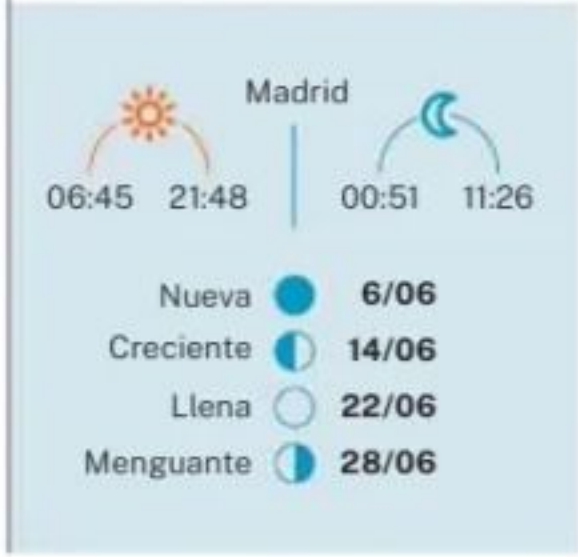 Madrid
06:45 21:48 00:51 11:26
Nueva 6/06
Creciente 14/06
Llena 22/06
Menguante 28/06